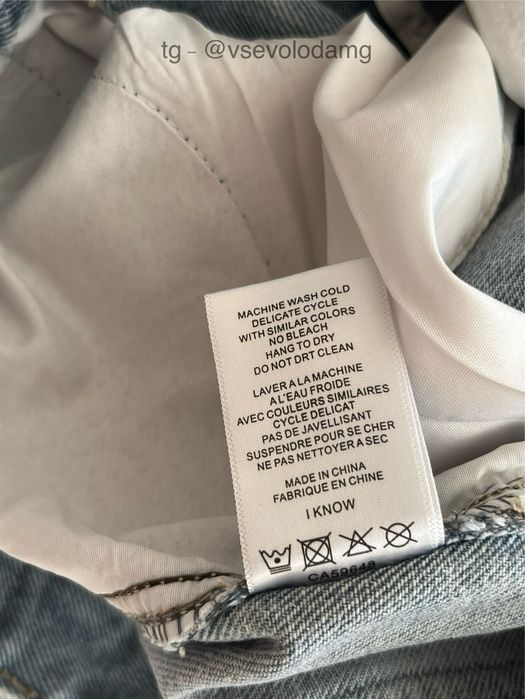 tg - @vsevolodamg
MACHINE WASH COLD
DELICATE CYCLE
WITH SIMILAR COLORS
NO BLEACH
HANG TO DRY
DO NOT DRT CLEAN
LAVER A LA MACHINE
A L'EAU FROIDE
AVEC COULEURS SIMILAIRES
CYCLE DELICAT
PAS DE JAVELLISANT
SUSPENDRE POUR SE CHER
NE PAS NETTOYER A SEC
MADE IN CHINA
FABRIQUE EN CHINE
I KNOW
CA59648